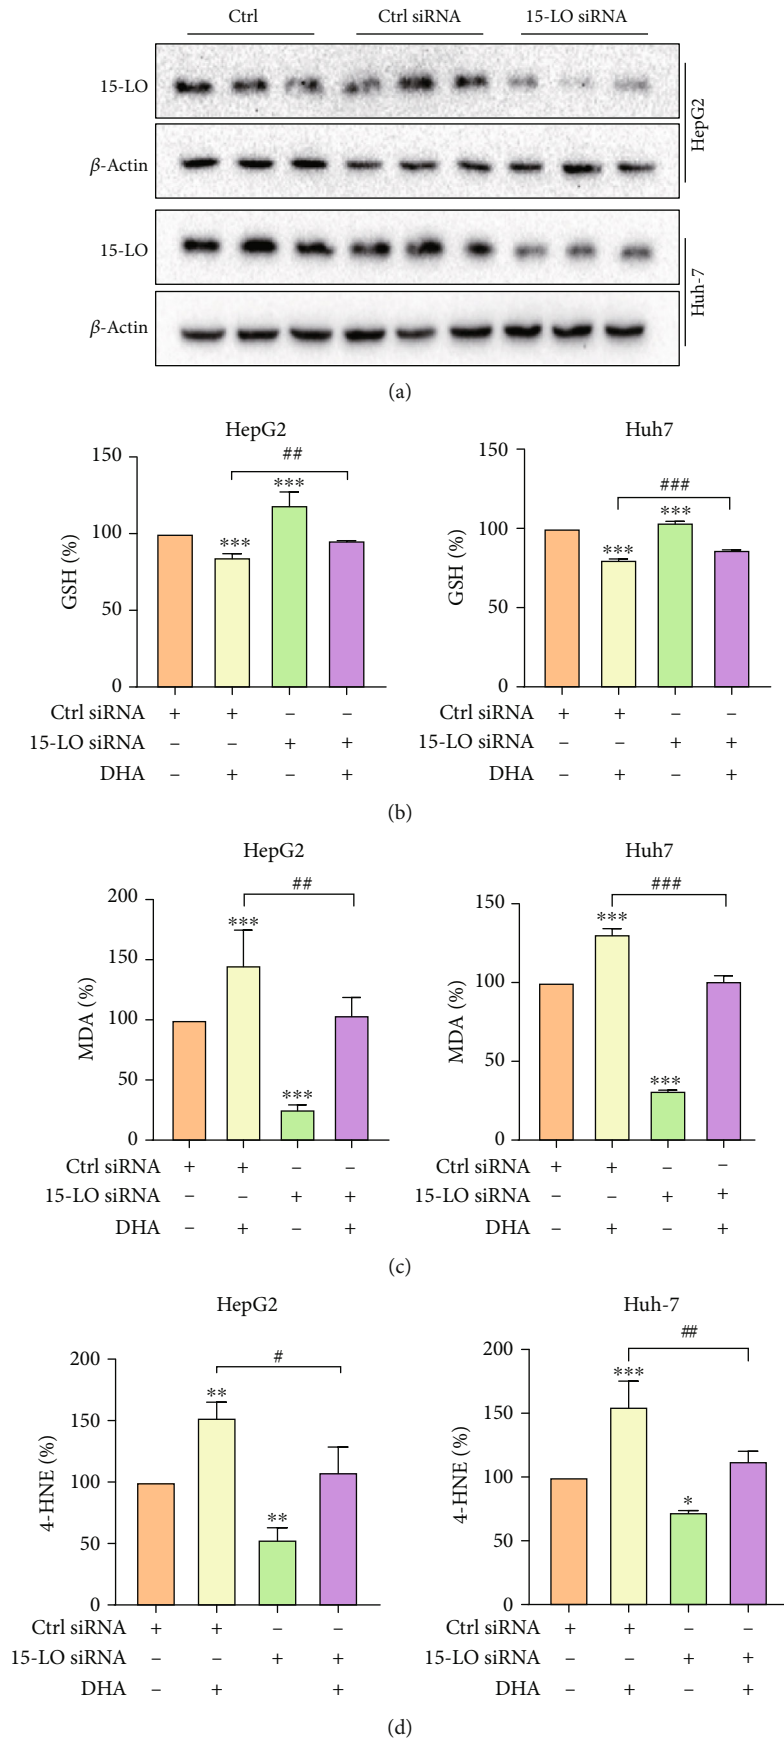 Ctrl Ctrl siRNA 15-LO siRNA
15-LO
β-Actin
HepG2
15-LO
β-Actin
Huh-7
(a)
HepG2
150
100
50
0
GSH (%)
***
***
##
Ctrl siRNA + + – –
15-LO siRNA – – + +
DHA – + – +
Huh7
150
100
50
0
GSH (%)
***
***
###
Ctrl siRNA + + – –
15-LO siRNA – – + +
DHA – + – +
(b)
HepG2
200
150
100
50
0
MDA (%)
***
***
##
Ctrl siRNA + + – –
15-LO siRNA – – + +
DHA – + – +
Huh7
150
100
50
0
MDA (%)
***
***
###
Ctrl siRNA + + – –
15-LO siRNA – – + +
DHA – + – +
(c)
HepG2
200
150
100
50
0
4-HNE (%)
**
**
#
Ctrl siRNA + + – –
15-LO siRNA – – + +
DHA – + – +
Huh-7
200
150
100
50
0
4-HNE (%)
***
*
##
Ctrl siRNA + + – –
15-LO siRNA – – + +
DHA – + – +
(d)